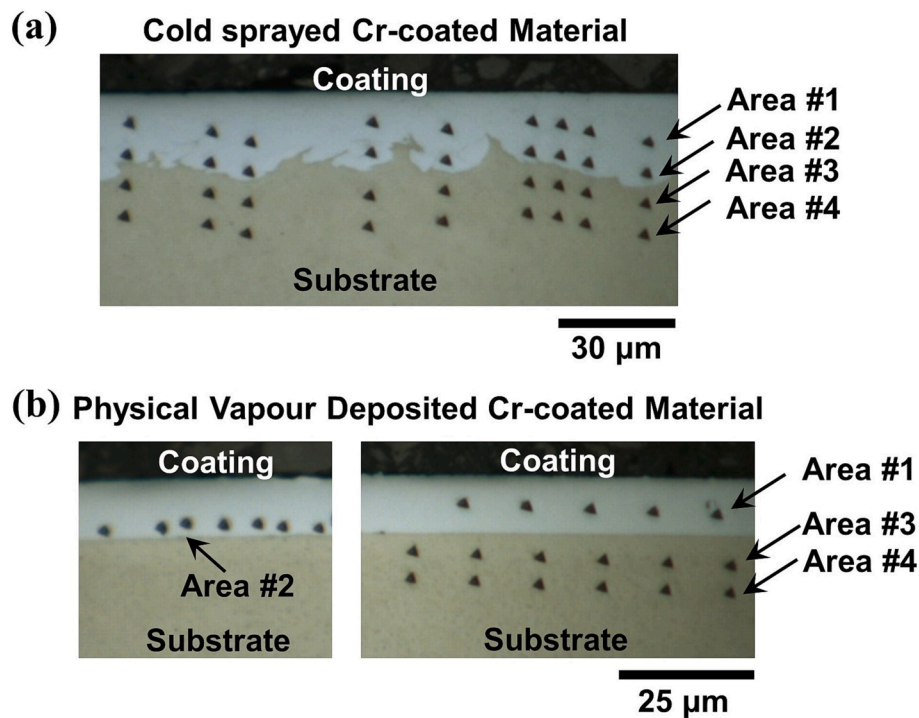 (a) Cold sprayed Cr-coated Material
Coating
Area #1
Area #2
Area #3
Area #4
Substrate
30 µm
(b) Physical Vapour Deposited Cr-coated Material
Coating
Coating
Area #1
Area #3
Area #4
Area #2
Substrate
Substrate
25 µm